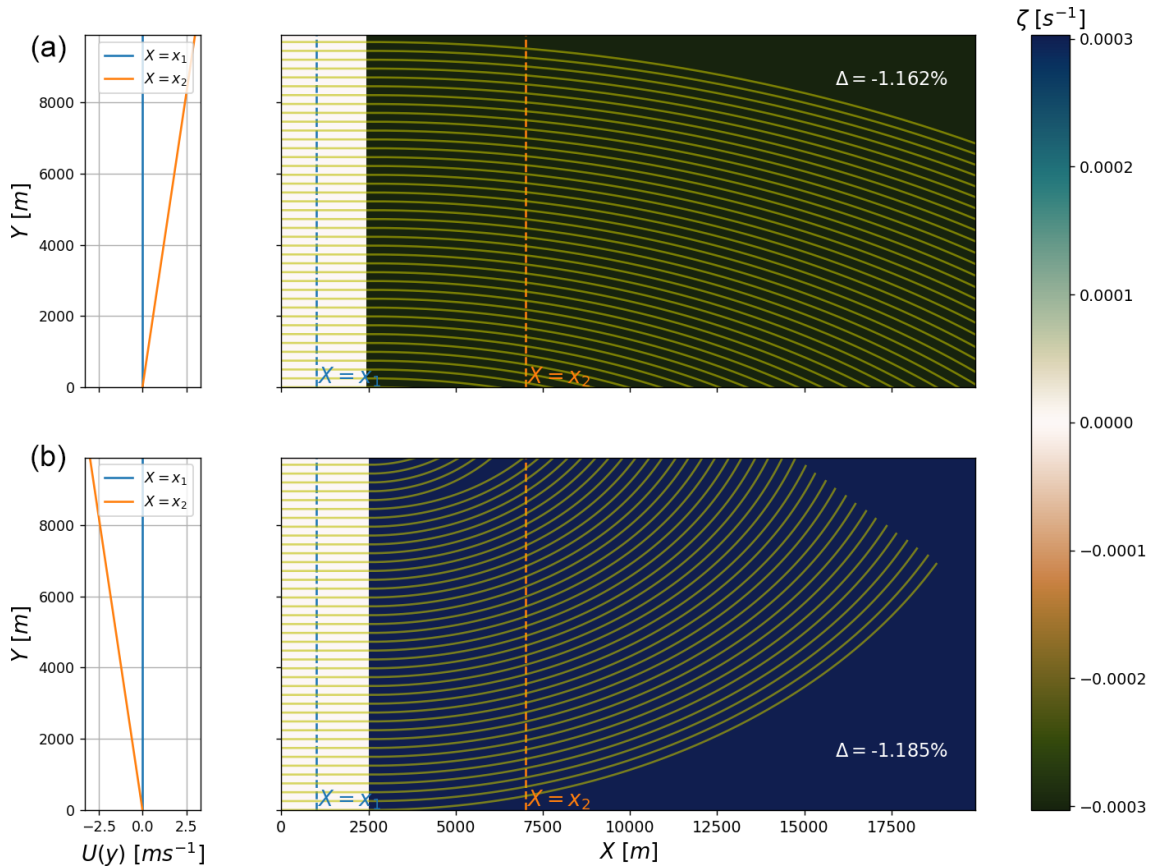 (a)
X = x₁
X = x₂
8000
6000
4000
2000
0
Y [m]
Δ = -1.162%
X = x₁
X = x₂
(b)
X = x₁
X = x₂
8000
6000
4000
2000
0
Y [m]
−2.5 0.0 2.5
U(y) [ms⁻¹]
Δ = -1.185%
X = x₁
X = x₂
0 2500 5000 7500 10000 12500 15000 17500
X [m]
ζ [s⁻¹]
0.0003
0.0002
0.0001
0.0000
−0.0001
−0.0002
−0.0003